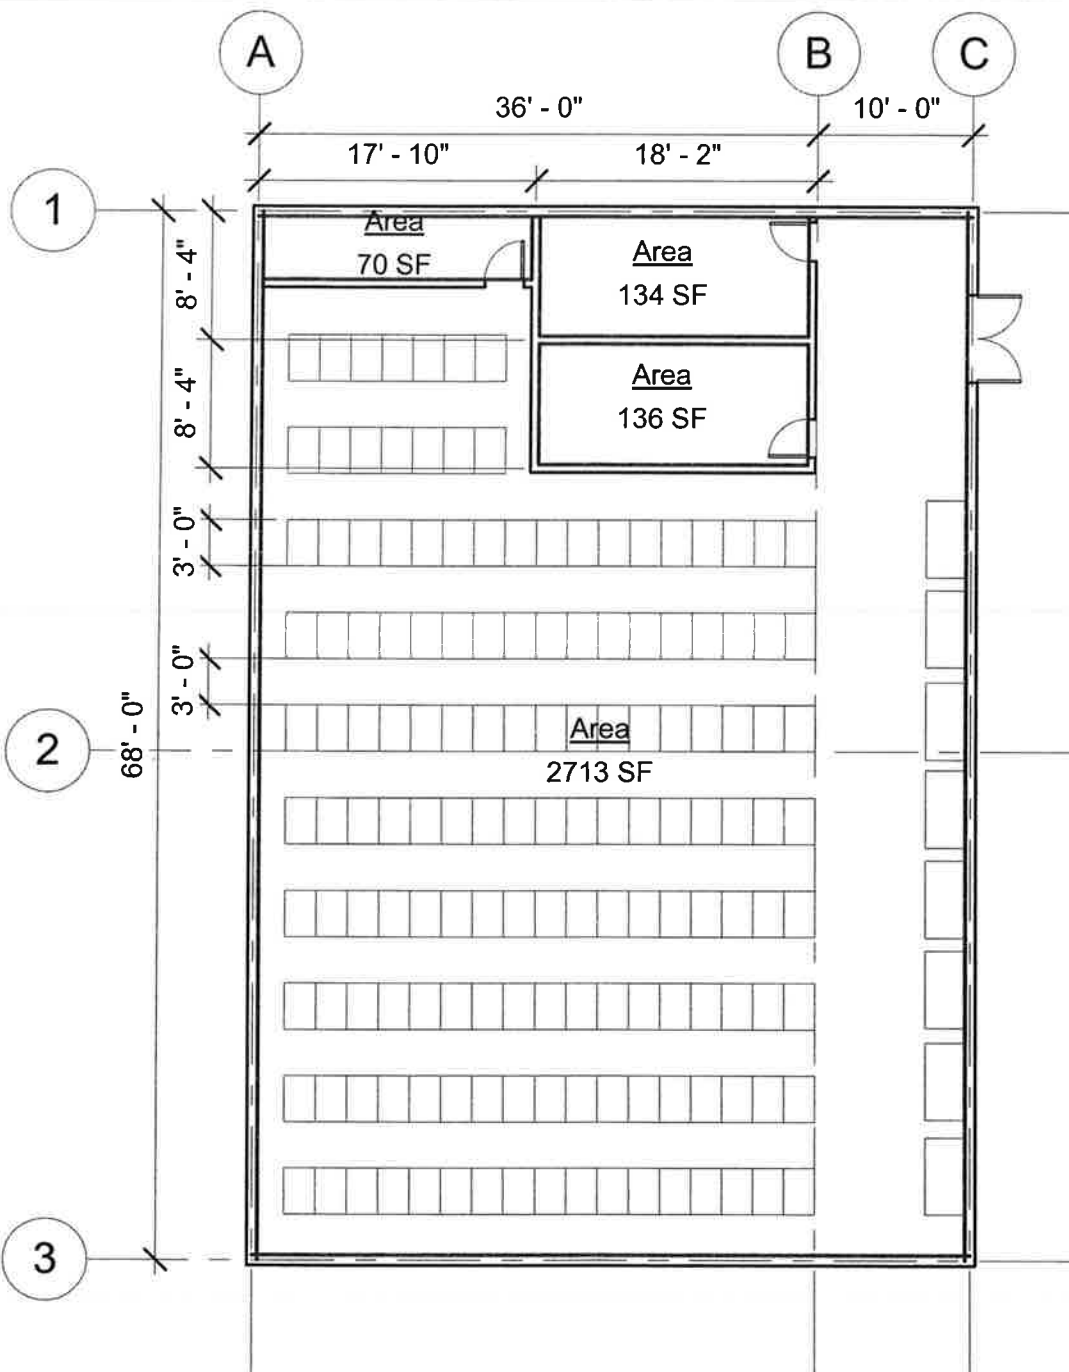 A
B
C
36' - 0"
10' - 0"
17' - 10"
18' - 2"
1
8' - 4"
Area
70 SF
Area
134 SF
8' - 4"
Area
136 SF
3' - 0"
3' - 0"
68' - 0"
2
Area
2713 SF
3